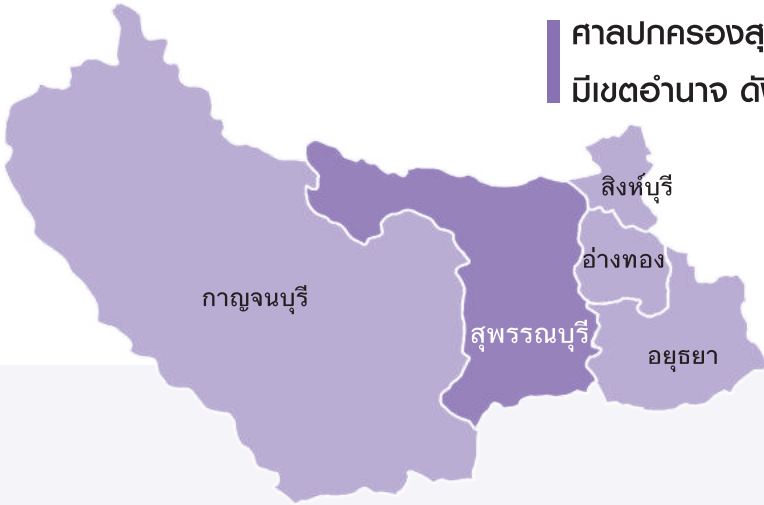 ศาลปกครองสุ
มีเขตอำนาจ ดัง
สิงห์บุรี
อ่างทอง
กาญจนบุรี
สุพรรณบุรี
อยุธยา